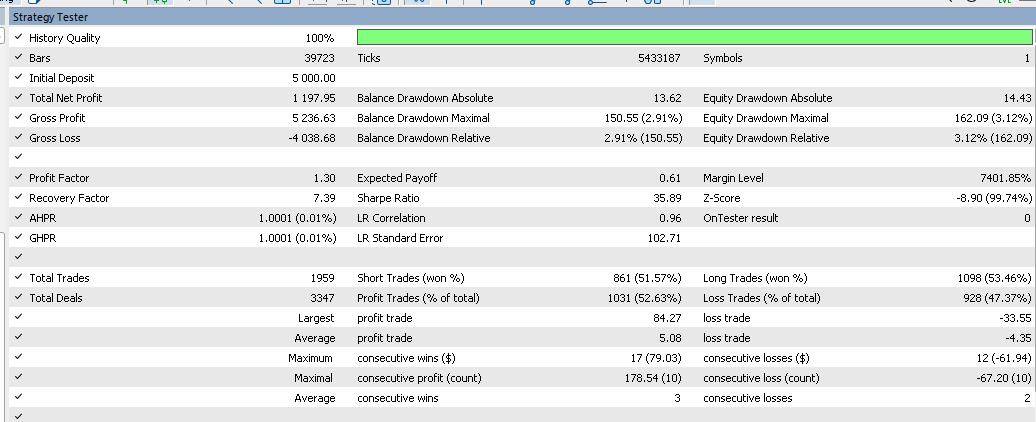 Strategy Tester
History Quality 100%
Bars 39723 Ticks 5433187 Symbols 1
Initial Deposit 5 000.00
Total Net Profit 1 197.95 Balance Drawdown Absolute 13.62 Equity Drawdown Absolute 14.43
Gross Profit 5 236.63 Balance Drawdown Maximal 150.55 (2.91%) Equity Drawdown Maximal 162.09 (3.12%)
Gross Loss -4 038.68 Balance Drawdown Relative 2.91% (150.55) Equity Drawdown Relative 3.12% (162.09)
Profit Factor 1.30 Expected Payoff 0.61 Margin Level 7401.85%
Recovery Factor 7.39 Sharpe Ratio 35.89 Z-Score -8.90 (99.74%)
AHPR 1.0001 (0.01%) LR Correlation 0.96 OnTester result 0
GHPR 1.0001 (0.01%) LR Standard Error 102.71
Total Trades 1959 Short Trades (won %) 861 (51.57%) Long Trades (won %) 1098 (53.46%)
Total Deals 3347 Profit Trades (% of total) 1031 (52.63%) Loss Trades (% of total) 928 (47.37%)
Largest profit trade 84.27 loss trade -33.55
Average profit trade 5.08 loss trade -4.35
Maximum consecutive wins ($) 17 (79.03) consecutive losses ($) 12 (-61.94)
Maximal consecutive profit (count) 178.54 (10) consecutive loss (count) -67.20 (10)
Average consecutive wins 3 consecutive losses 2